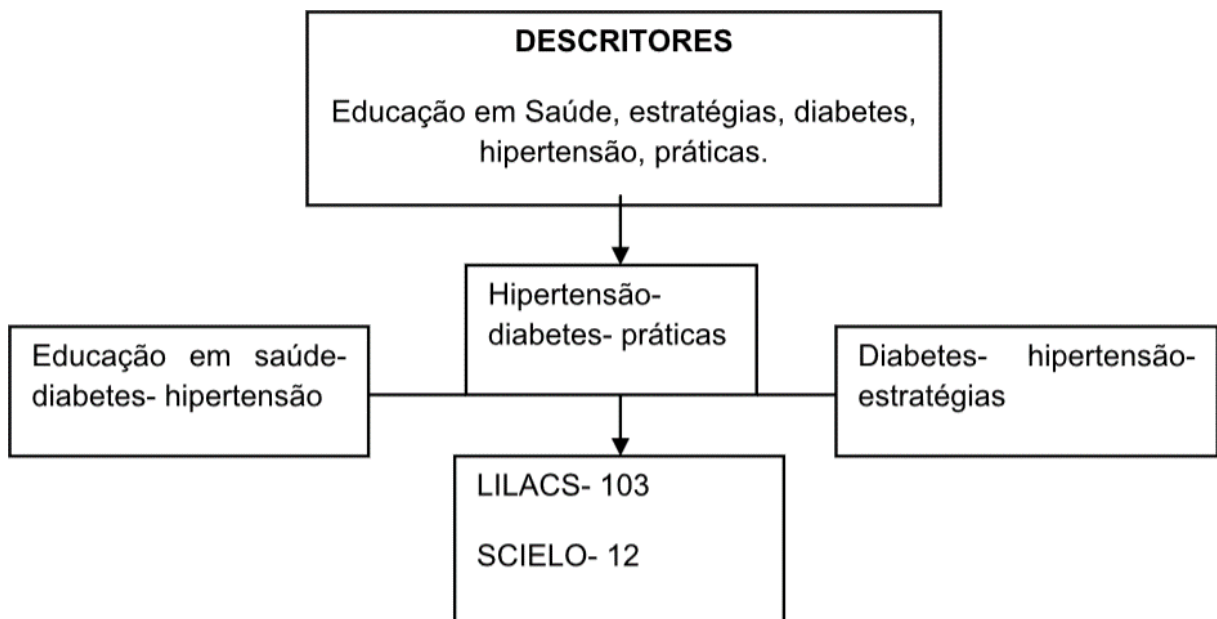 DESCRITORES
Educação em Saúde, estratégias, diabetes,
hipertensão, práticas.
Hipertensão-
diabetes- práticas
Educação em saúde-
diabetes- hipertensão
Diabetes- hipertensão-
estratégias
LILACS- 103
SCIELO- 12